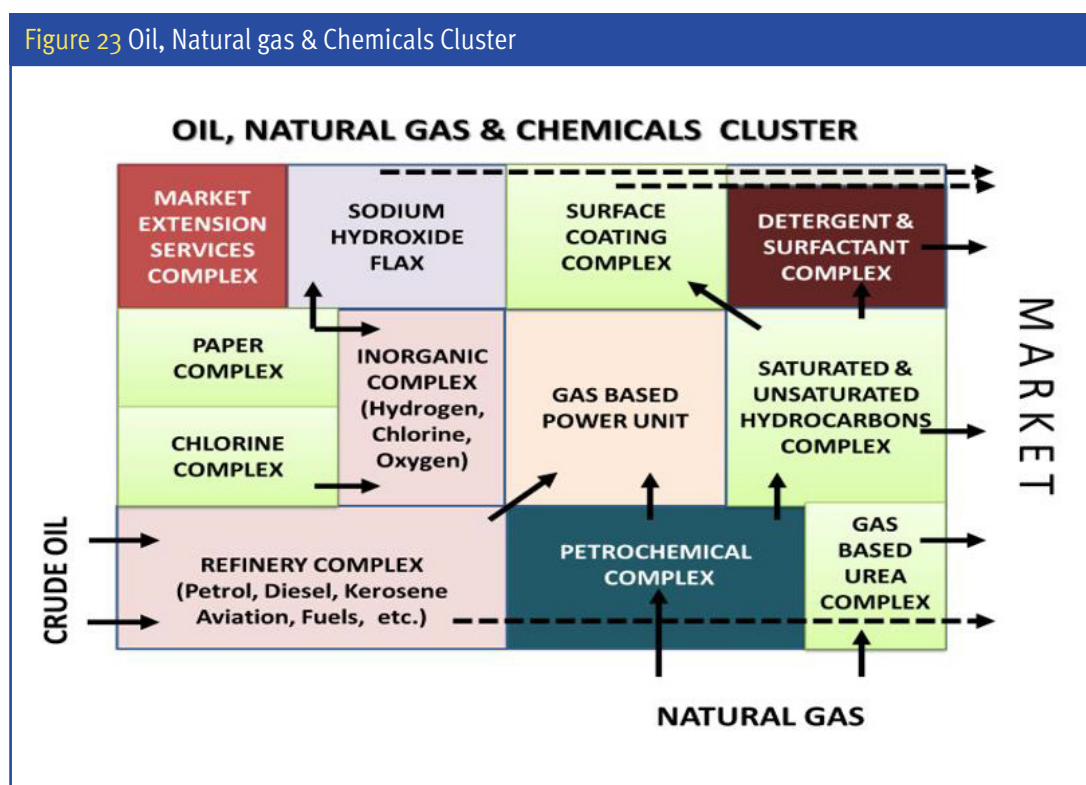 Figure 23 Oil, Natural gas & Chemicals Cluster
OIL, NATURAL GAS & CHEMICALS CLUSTER
MARKET
EXTENSION
SERVICES
COMPLEX
SODIUM
HYDROXIDE
FLAX
SURFACE
COATING
COMPLEX
DETERGENT &
SURFACTANT
COMPLEX
PAPER
COMPLEX
CHLORINE
COMPLEX
INORGANIC
COMPLEX
(Hydrogen,
Chlorine,
Oxygen)
GAS BASED
POWER UNIT
SATURATED &
UNSATURATED
HYDROCARBONS
COMPLEX
MARKET
CRUDE OIL
REFINERY COMPLEX
(Petrol, Diesel, Kerosene
Aviation, Fuels, etc.)
PETROCHEMICAL
COMPLEX
GAS
BASED
UREA
COMPLEX
NATURAL GAS